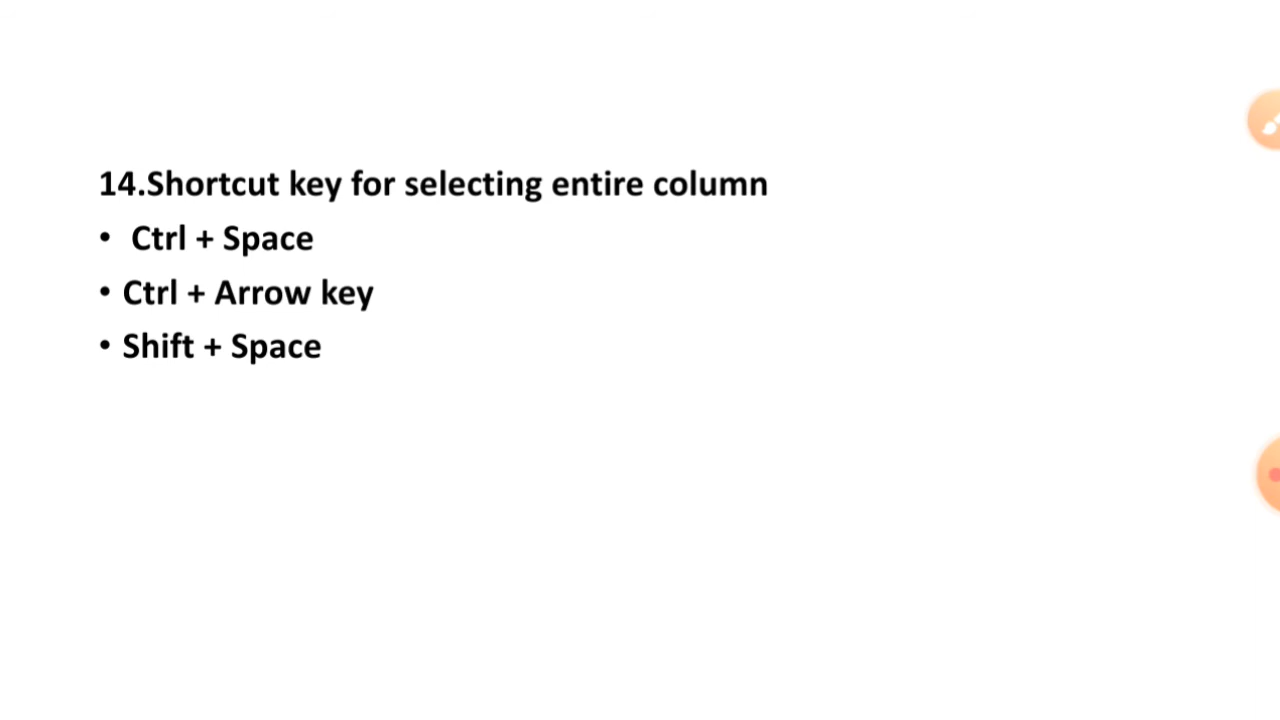 14.Shortcut key for selecting entire column
• Ctrl + Space
• Ctrl + Arrow key
• Shift + Space